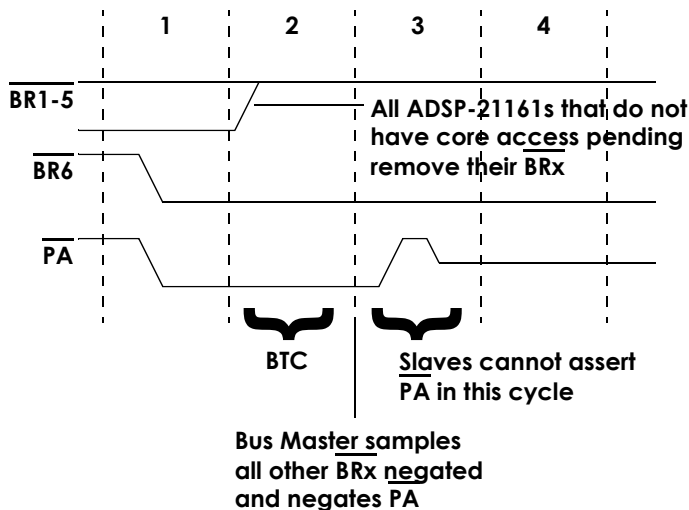 1 2 3 4
BR1-5
All ADSP-21161s that do not
have core access pending
remove their BRx
BR6
PA
BTC
Slaves cannot assert
PA in this cycle
Bus Master samples
all other BRx negated
and negates PA